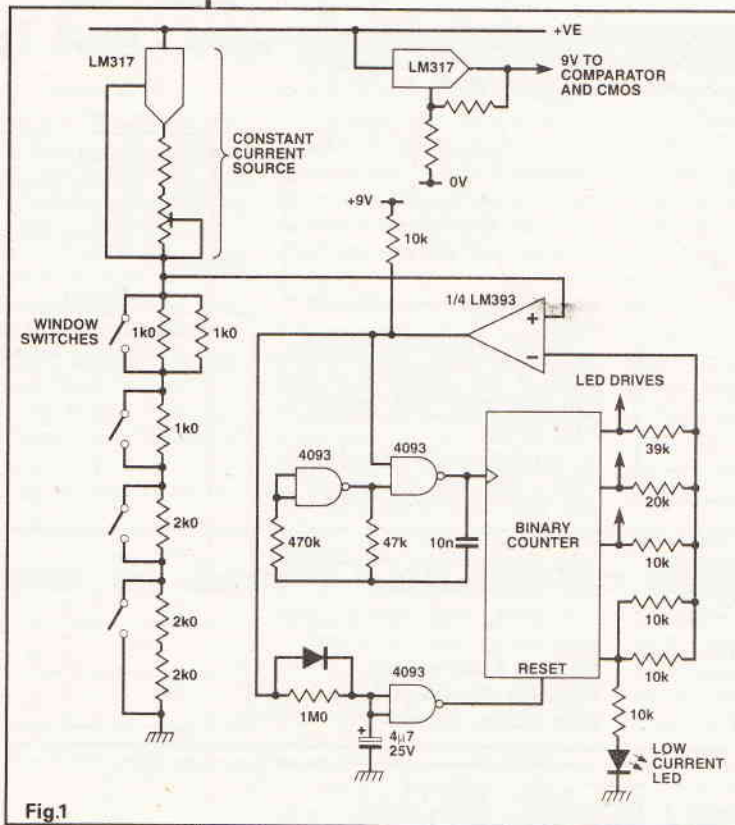 +VE
LM317
LM317
9V TO
COMPARATOR
AND CMOS
CONSTANT
CURRENT
SOURCE
0V
+9V
10k
1/4 LM393
+
−
WINDOW
SWITCHES
1k0
1k0
LED DRIVES
1k0
39k
4093
4093
20k
BINARY
COUNTER
2k0
470k
47k
10n
10k
10k
2k0
4093
RESET
10k
2k0
1M0
10k
+
4µ7
25V
LOW
CURRENT
LED
Fig.1